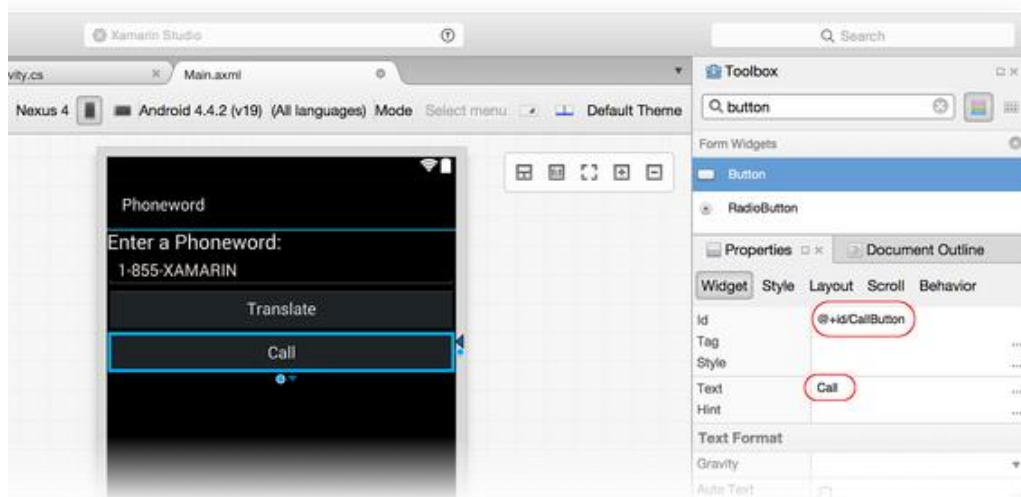 Xamarin Studio
Search
vity.cs
Main.axml
Toolbox
Nexus 4 Android 4.4.2 (v19) (All languages) Mode Select menu Default Theme
button
Form Widgets
Button
RadioButton
Phoneword
Enter a Phoneword:
1-855-XAMARIN
Translate
Call
Properties
Document Outline
Widget Style Layout Scroll Behavior
Id @+id/CallButton
Tag ...
Style ...
Text Call ...
Hint ...
Text Format
Gravity
Auto Text